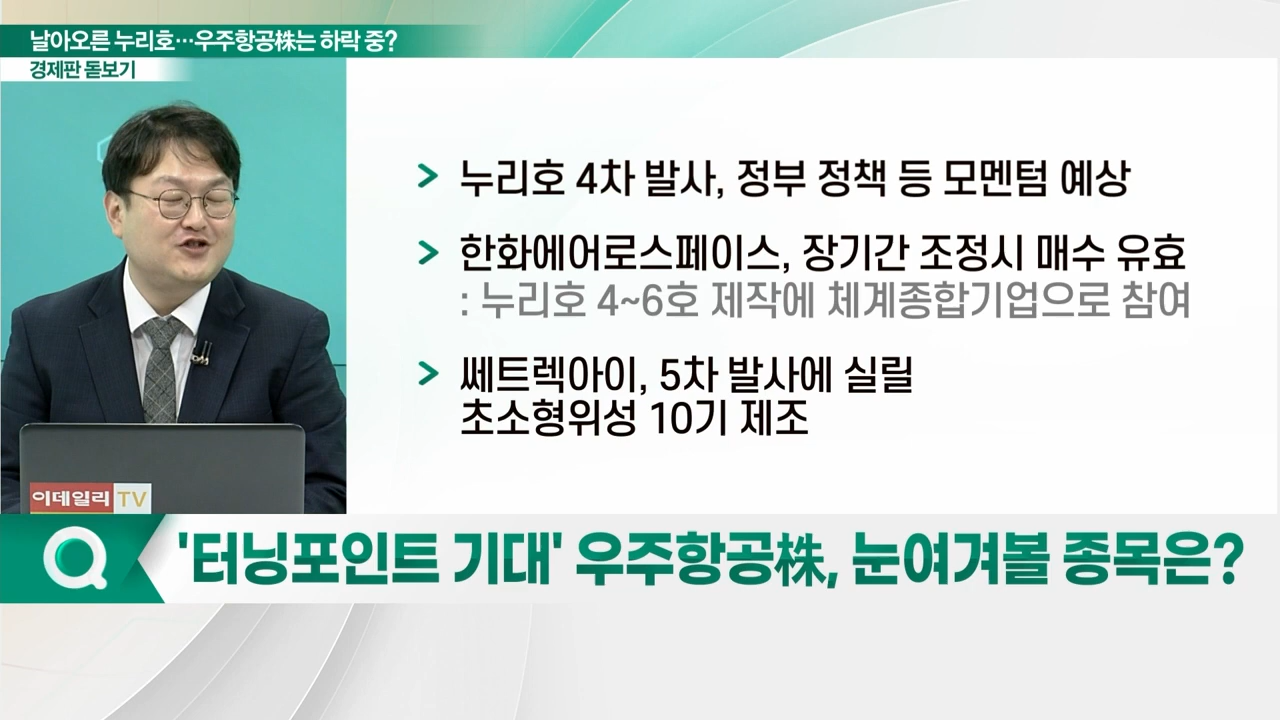 날아오른 누리호…우주항공株는 하락 중?
경제판 돋보기
> 누리호 4차 발사, 정부 정책 등 모멘텀 예상
> 한화에어로스페이스, 장기간 조정시 매수 유효
: 누리호 4~6호 제작에 체계종합기업으로 참여
> 쎄트렉아이, 5차 발사에 실릴
초소형위성 10기 제조
이데일리 TV
'터닝포인트 기대' 우주항공株, 눈여겨볼 종목은?